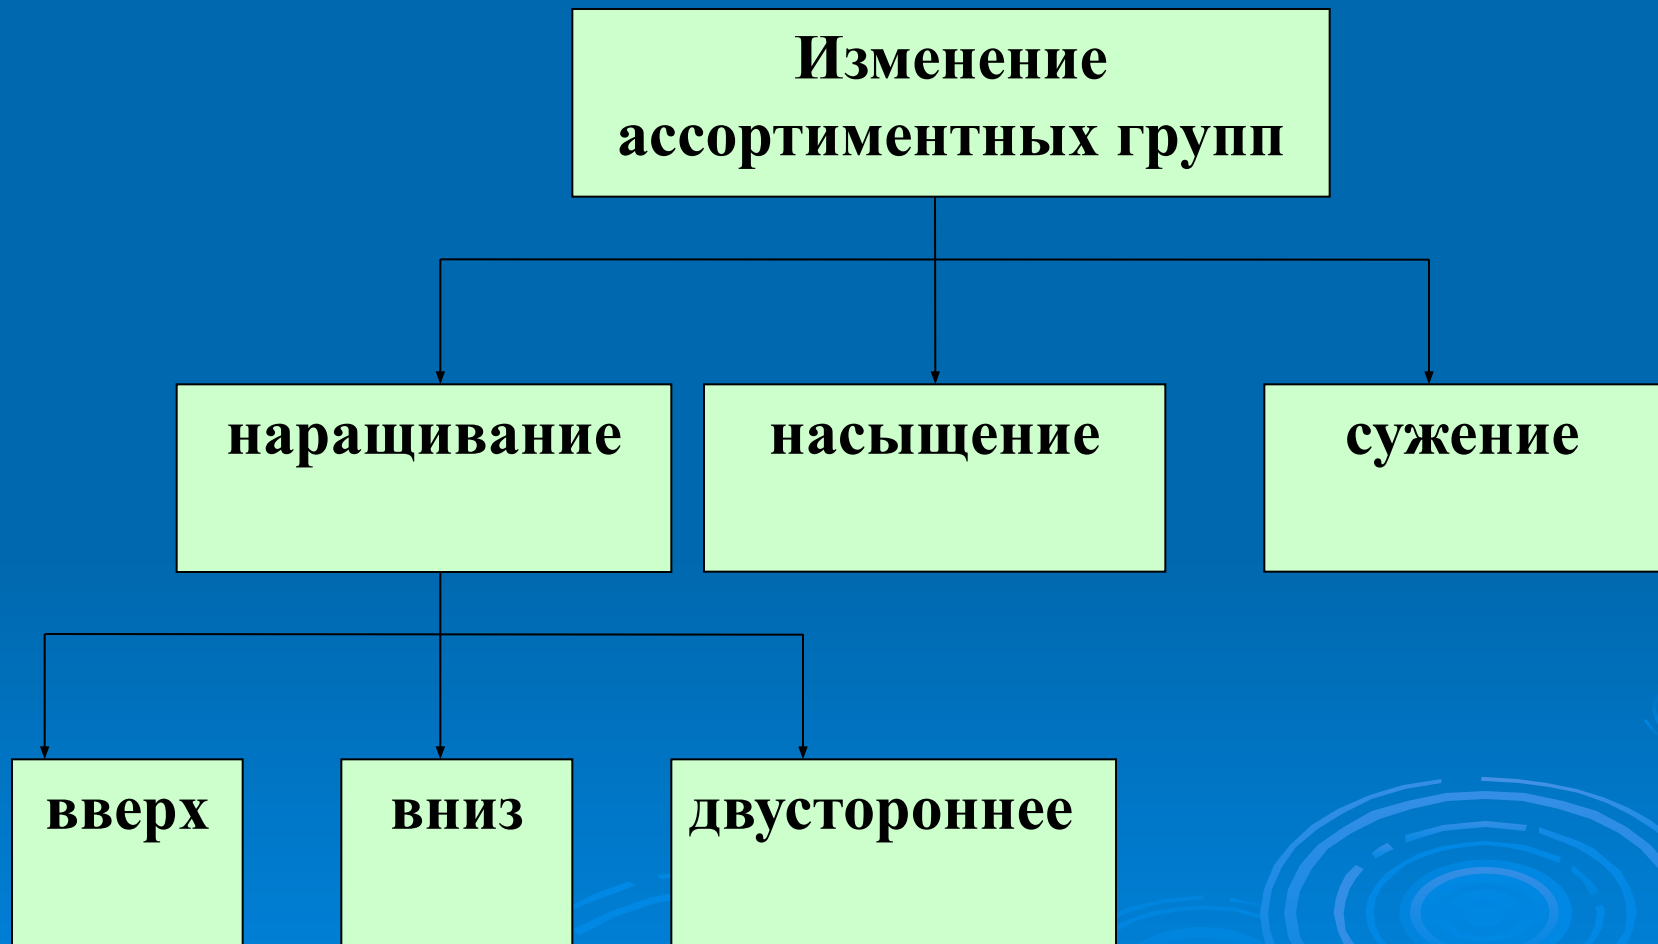 Изменение
ассортиментных групп
наращивание
насыщение
сужение
вверх
вниз
двустороннее